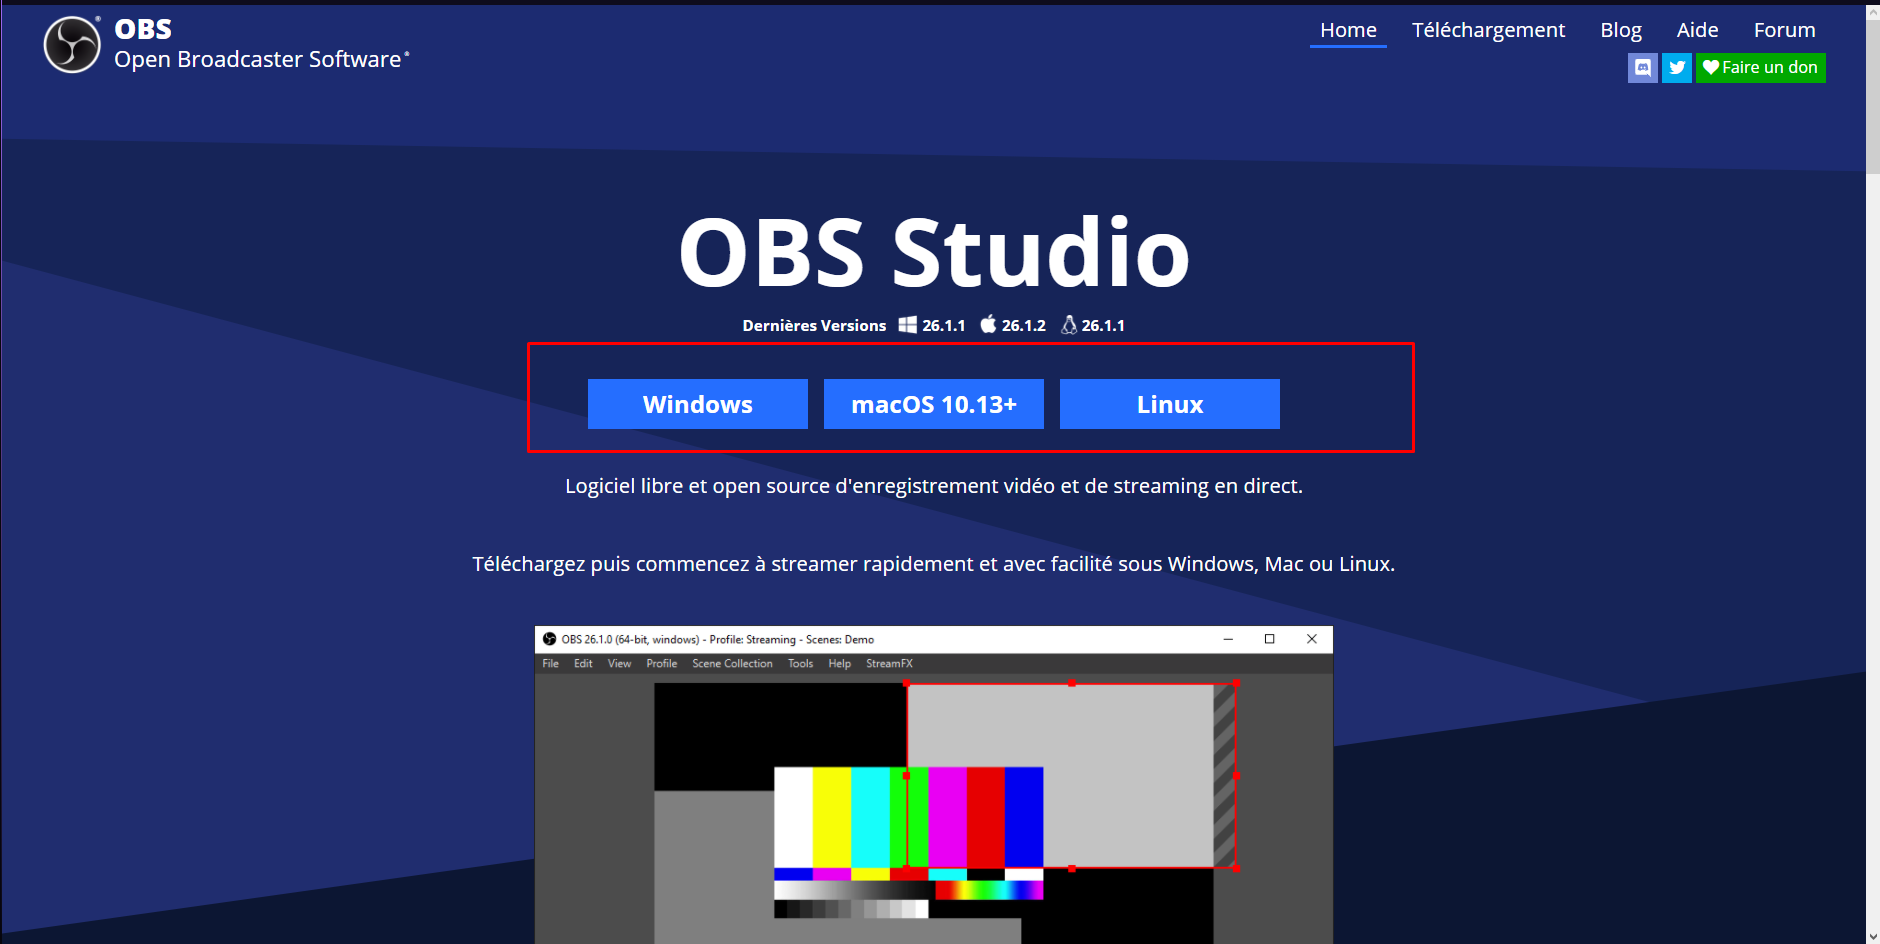 OBS
Open Broadcaster Software®
Home Téléchargement Blog Aide Forum
Faire un don
OBS Studio
Dernières Versions 26.1.1 26.1.2 26.1.1
Windows macOS 10.13+ Linux
Logiciel libre et open source d'enregistrement vidéo et de streaming en direct.
Téléchargez puis commencez à streamer rapidement et avec facilité sous Windows, Mac ou Linux.
OBS 26.1.0 (64-bit, windows) - Profile: Streaming - Scenes: Demo
File Edit View Profile Scene Collection Tools Help StreamFX